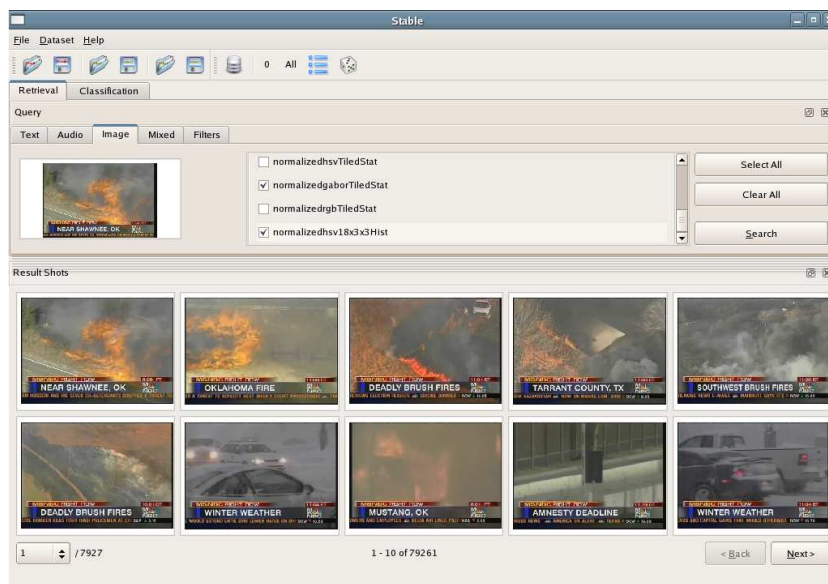 Stable
File Dataset Help
0 All
Retrieval Classification
Query
Text Audio Image Mixed Filters
normalizedhsvTiledStat
normalizedgaborTiledStat
normalizedrgbTiledStat
normalizedhsv18x3x3Hist
Select All
Clear All
Search
NEAR SHAWNEE, OK
Result Shots
NEAR SHAWNEE, OK
OKLAHOMA FIRE
DEADLY BRUSH FIRES
TARRANT COUNTY, TX
SOUTHWEST BRUSH FIRES
DEADLY BRUSH FIRES
WINTER WEATHER
MUSTANG, OK
AMNESTY DEADLINE
WINTER WEATHER
1 / 7927
1 - 10 of 79261
< Back Next >